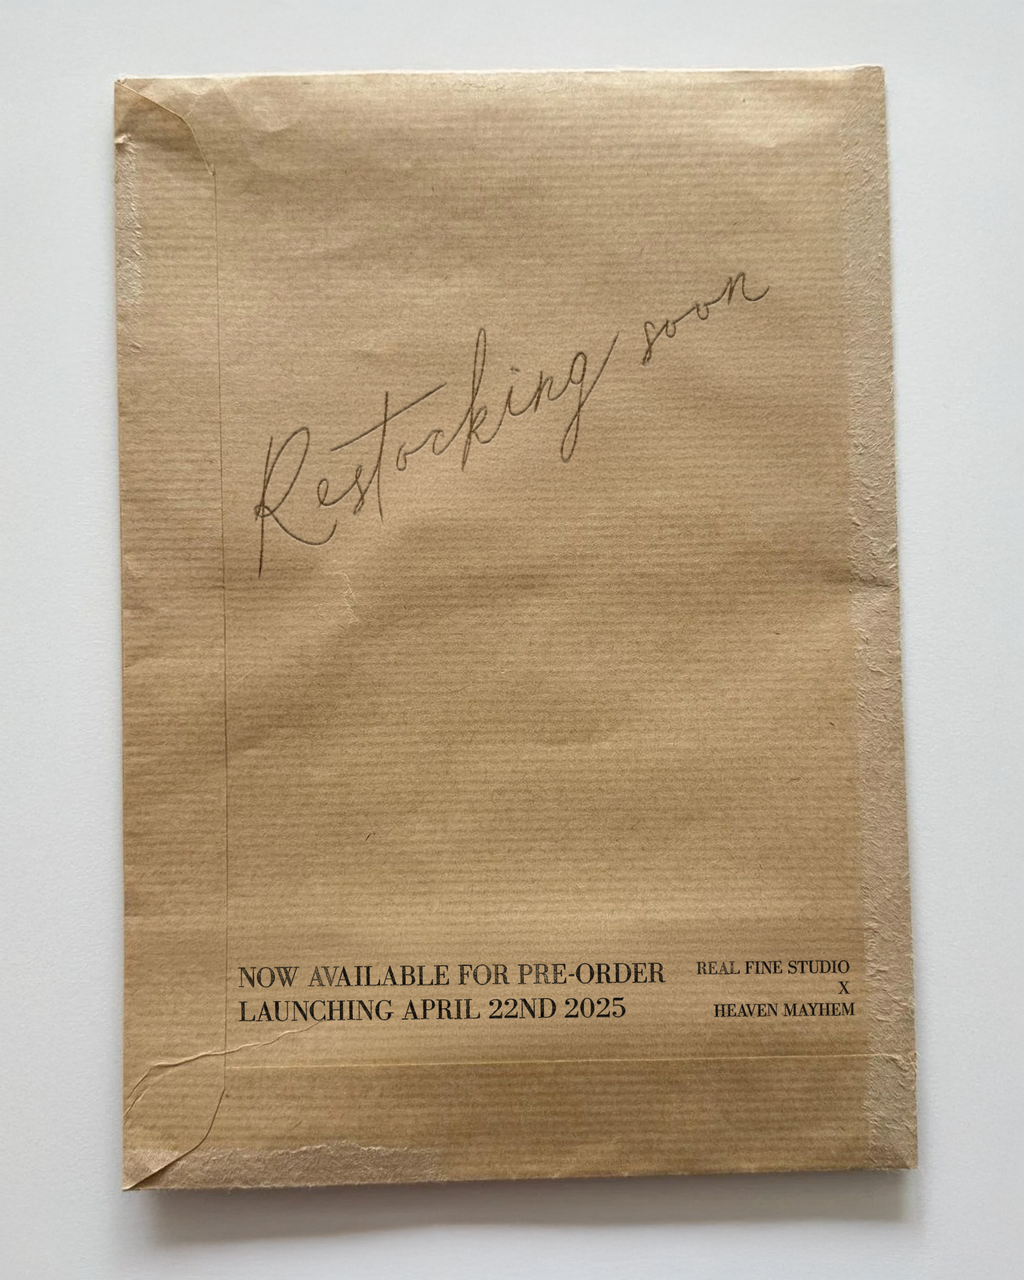 Restocking soon
NOW AVAILABLE FOR PRE-ORDER
LAUNCHING APRIL 22ND 2025
REAL FINE STUDIO
X
HEAVEN MAYHEM